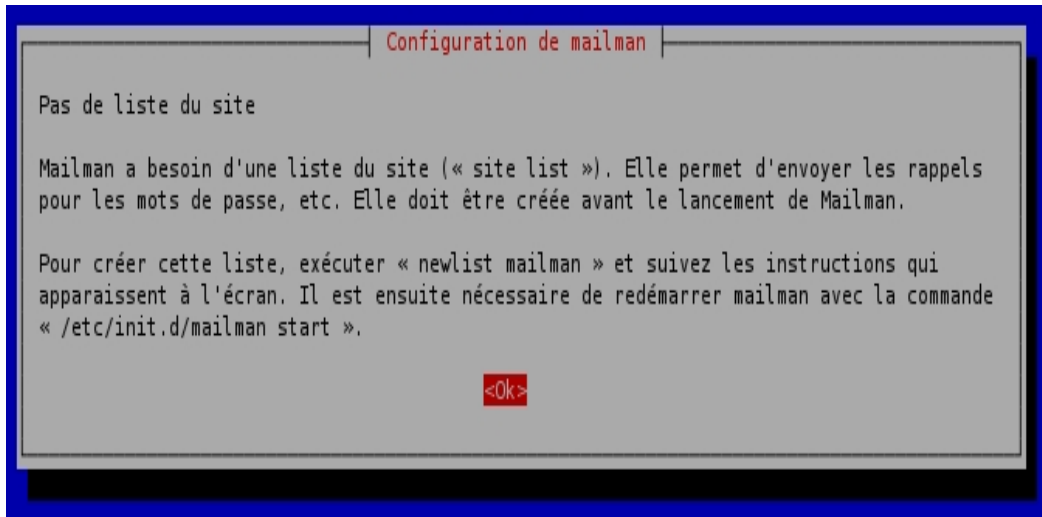 Configuration de mailman
Pas de liste du site
Mailman a besoin d'une liste du site (« site list »). Elle permet d'envoyer les rappels
pour les mots de passe, etc. Elle doit être créée avant le lancement de Mailman.
Pour créer cette liste, exécuter « newlist mailman » et suivez les instructions qui
apparaissent à l'écran. Il est ensuite nécessaire de redémarrer mailman avec la commande
« /etc/init.d/mailman start ».
<Ok>